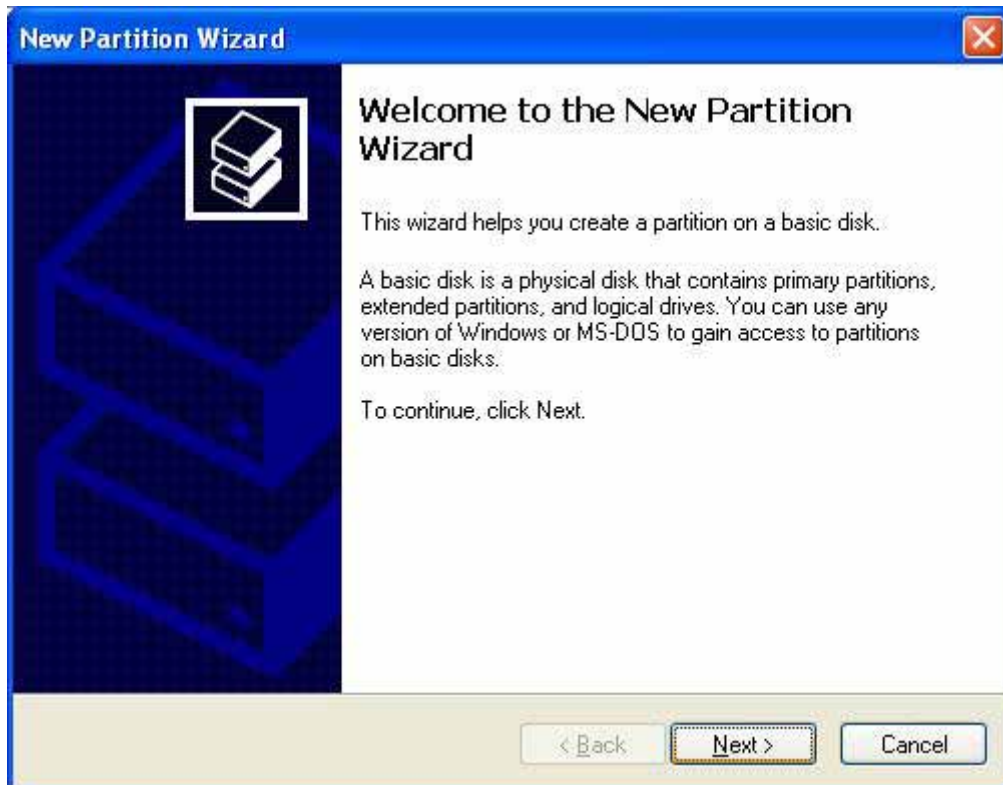 New Partition Wizard
Welcome to the New Partition
Wizard
This wizard helps you create a partition on a basic disk.
A basic disk is a physical disk that contains primary partitions,
extended partitions, and logical drives. You can use any
version of Windows or MS-DOS to gain access to partitions
on basic disks.
To continue, click Next.
< Back Next > Cancel